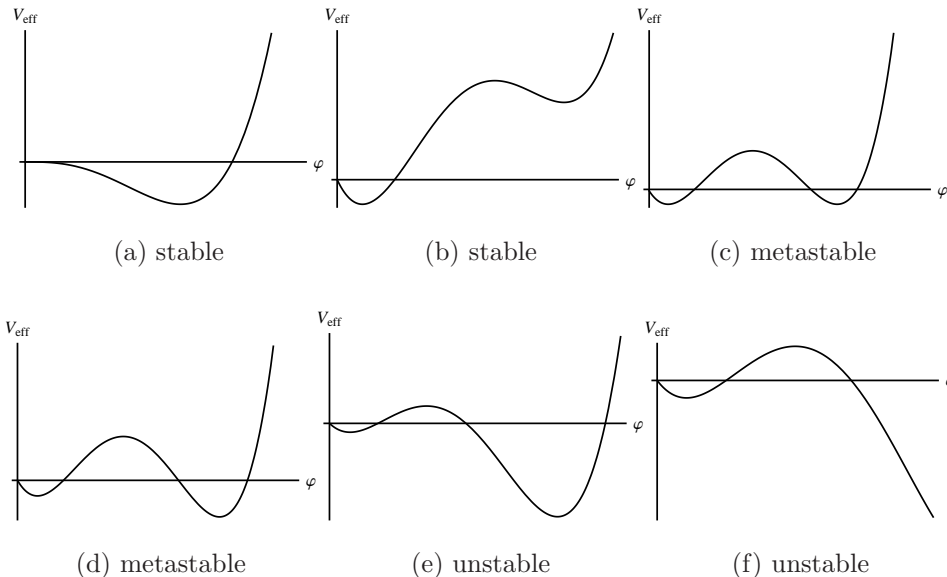 V_eff
V_eff
V_eff
φ
φ
φ
(a) stable
(b) stable
(c) metastable
V_eff
V_eff
V_eff
φ
φ
(d) metastable
(e) unstable
(f) unstable